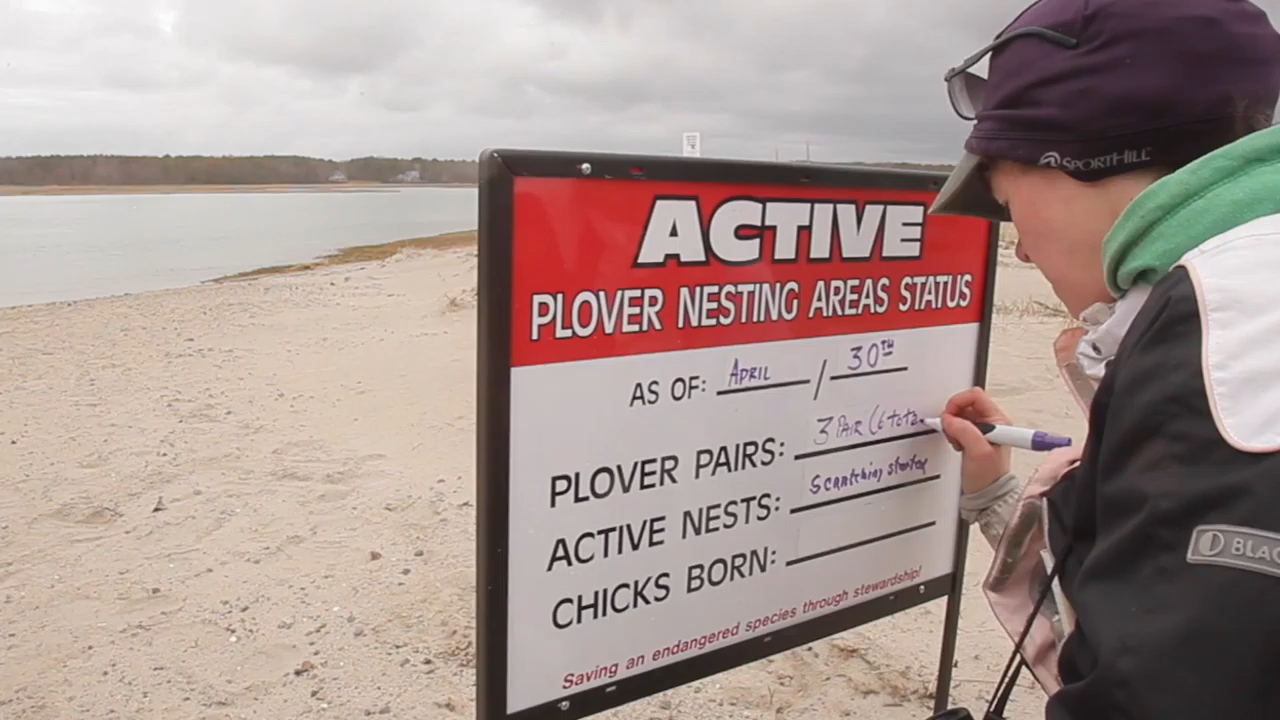 SPORTHILL
ACTIVE
PLOVER NESTING AREAS STATUS
AS OF: APRIL / 30TH
PLOVER PAIRS: 3 PAIR (6 tota
ACTIVE NESTS: Scratching started
CHICKS BORN:
Saving an endangered species through stewardship!
BLAC